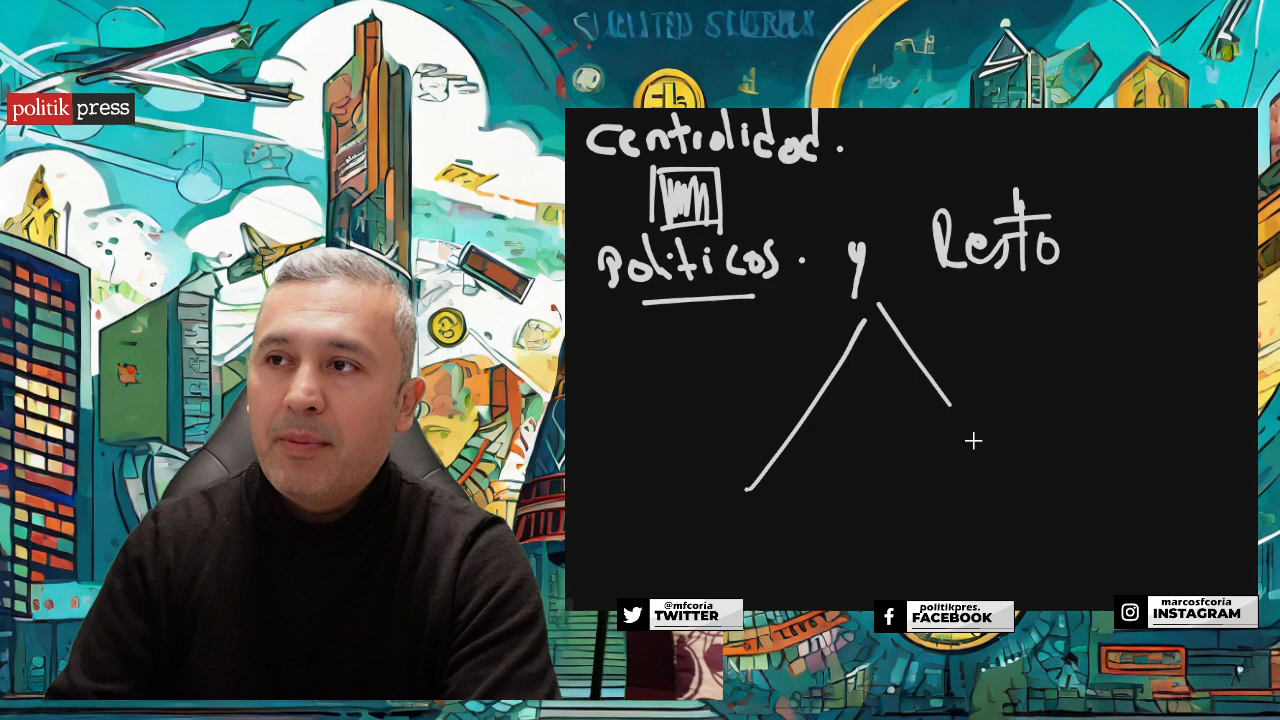 politik press
centralidad.
Politicos. y Resto
@mfcoria
TWITTER
politikpres.
FACEBOOK
marcosfcoria
INSTAGRAM